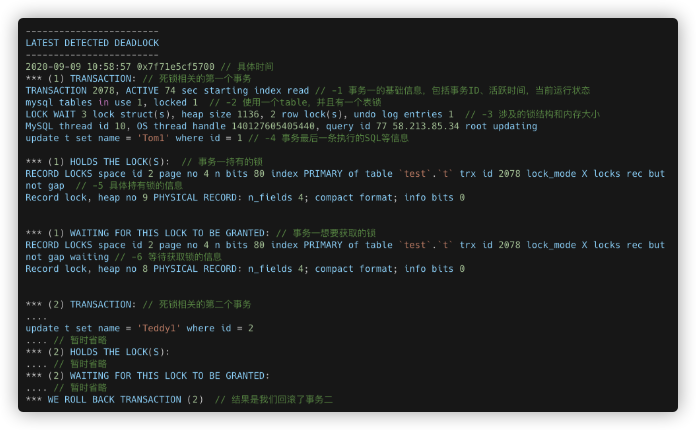 ------------------------
LATEST DETECTED DEADLOCK
------------------------
2020-09-09 10:58:57 0x7f71e5cf5700 // 具体时间
*** (1) TRANSACTION: // 死锁相关的第一个事务
TRANSACTION 2078, ACTIVE 74 sec starting index read // -1 事务一的基础信息，包括事务ID、活跃时间，当前运行状态
mysql tables in use 1, locked 1  // -2 使用一个table，并且有一个表锁
LOCK WAIT 3 lock struct(s), heap size 1136, 2 row lock(s), undo log entries 1  // -3 涉及的锁结构和内存大小
MySQL thread id 10, OS thread handle 140127605405440, query id 77 58.213.85.34 root updating
update t set name = 'Tom1' where id = 1 // -4 事务最后一条执行的SQL等信息
*** (1) HOLDS THE LOCK(S):  // 事务一持有的锁
RECORD LOCKS space id 2 page no 4 n bits 80 index PRIMARY of table `test`.`t` trx id 2078 lock_mode X locks rec but
not gap  // -5 具体持有锁的信息
Record lock, heap no 9 PHYSICAL RECORD: n_fields 4; compact format; info bits 0
*** (1) WAITING FOR THIS LOCK TO BE GRANTED: // 事务一想要获取的锁
RECORD LOCKS space id 2 page no 4 n bits 80 index PRIMARY of table `test`.`t` trx id 2078 lock_mode X locks rec but
not gap waiting // -6 等待获取锁的信息
Record lock, heap no 8 PHYSICAL RECORD: n_fields 4; compact format; info bits 0
*** (2) TRANSACTION: // 死锁相关的第二个事务
....
update t set name = 'Teddy1' where id = 2
.... // 暂时省略
*** (2) HOLDS THE LOCK(S):
.... // 暂时省略
*** (2) WAITING FOR THIS LOCK TO BE GRANTED:
.... // 暂时省略
*** WE ROLL BACK TRANSACTION (2)  // 结果是我们回滚了事务二